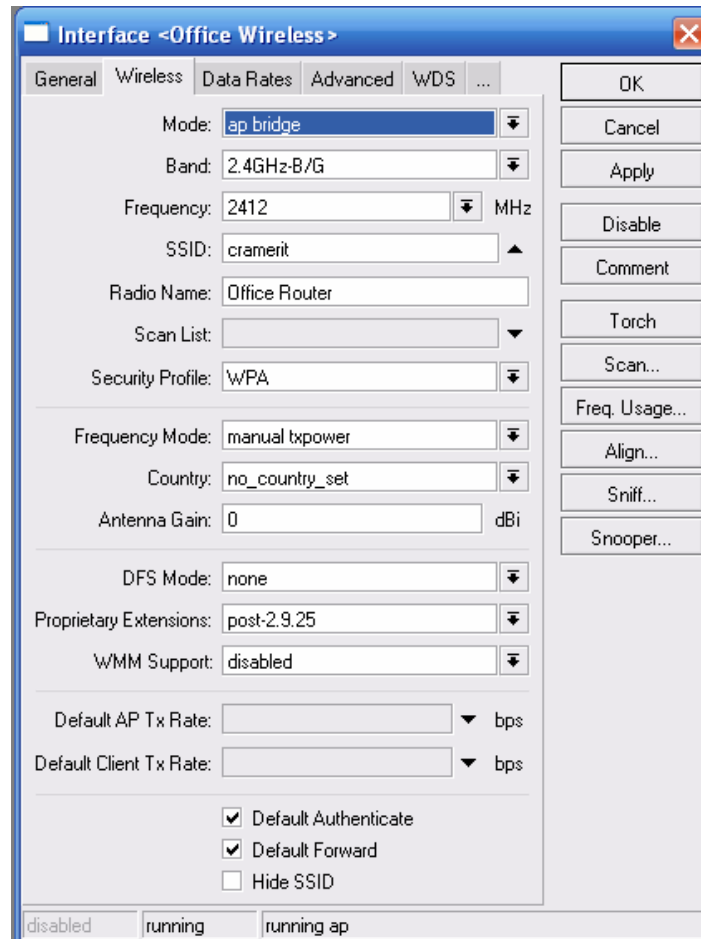 Interface <Office Wireless>
General Wireless Data Rates Advanced WDS ...
Mode: ap bridge
Band: 2.4GHz-B/G
Frequency: 2412 MHz
SSID: cramerit
Radio Name: Office Router
Scan List:
Security Profile: WPA
Frequency Mode: manual txpower
Country: no_country_set
Antenna Gain: 0 dBi
DFS Mode: none
Proprietary Extensions: post-2.9.25
WMM Support: disabled
Default AP Tx Rate: bps
Default Client Tx Rate: bps
Default Authenticate
Default Forward
Hide SSID
OK
Cancel
Apply
Disable
Comment
Torch
Scan...
Freq. Usage...
Align...
Sniff...
Snooper...
disabled running running ap